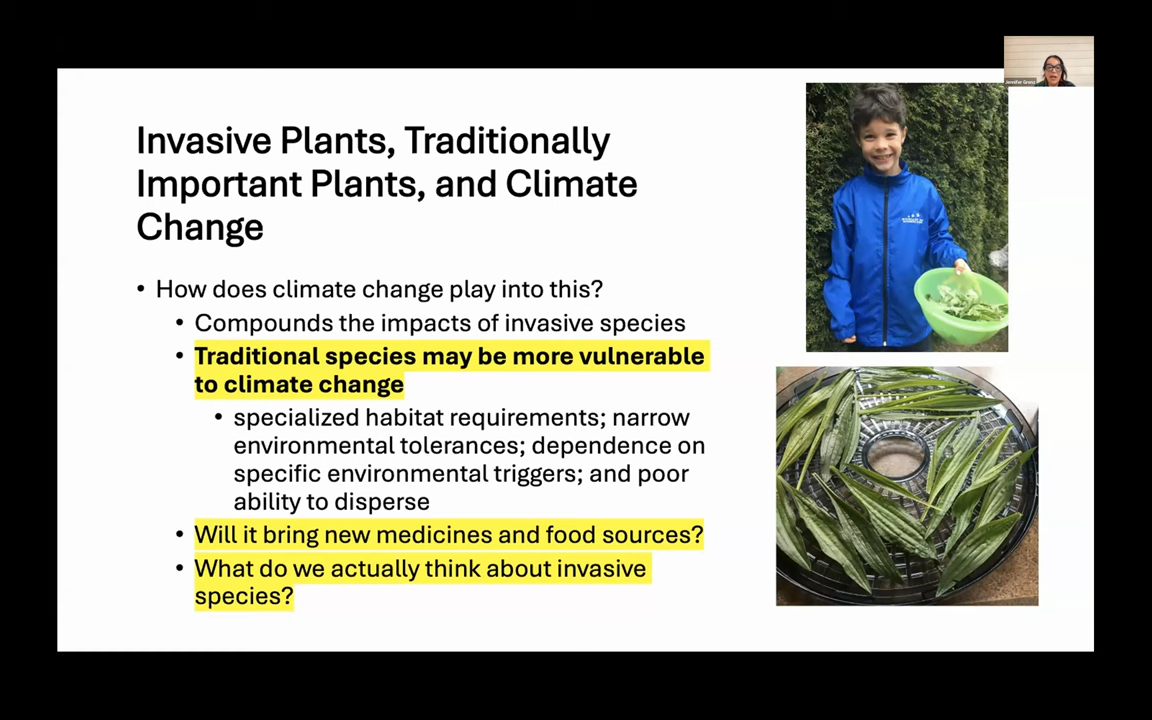 Jennifer Grenz
Invasive Plants, Traditionally
Important Plants, and Climate
Change
• How does climate change play into this?
• Compounds the impacts of invasive species
• Traditional species may be more vulnerable
to climate change
• specialized habitat requirements; narrow
environmental tolerances; dependence on
specific environmental triggers; and poor
ability to disperse
• Will it bring new medicines and food sources?
• What do we actually think about invasive
species?